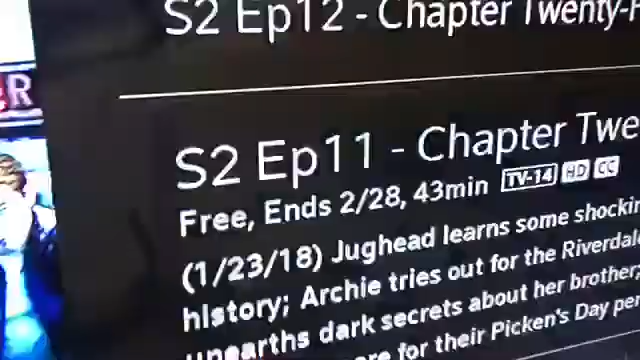 S2 Ep12 - Chapter Twenty-
R
S2 Ep11 - Chapter Twe
Free, Ends 2/28, 43min TV-14 HD CC
(1/23/18) Jughead learns some shockin
history; Archie tries out for the Riverdal
unearths dark secrets about her brother;
are for their Picken's Day per